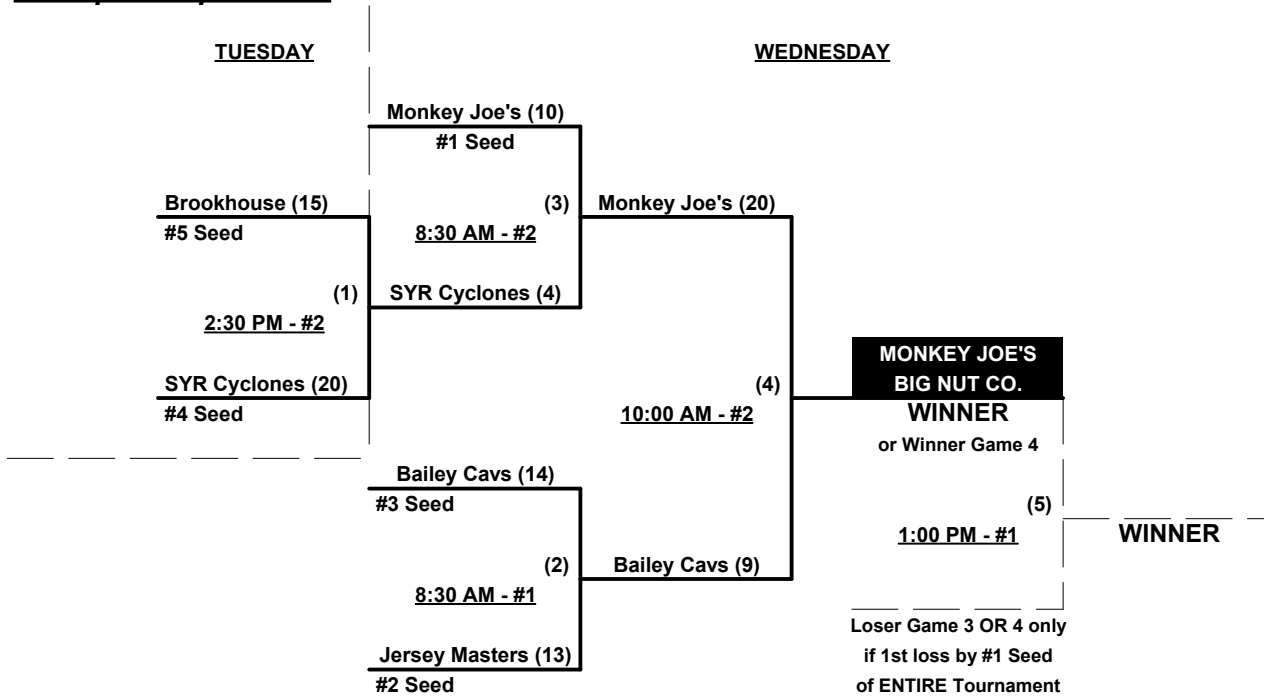 TUESDAY
WEDNESDAY
Monkey Joe's (10)
#1 Seed
Brookhouse (15)
(3)
Monkey Joe's (20)
#5 Seed
8:30 AM - #2
(1)
SYR Cyclones (4)
2:30 PM - #2
MONKEY JOE'S
BIG NUT CO.
SYR Cyclones (20)
(4)
#4 Seed
10:00 AM - #2
WINNER
or Winner Game 4
Bailey Cavs (14)
#3 Seed
(5)
1:00 PM - #1
WINNER
(2)
Bailey Cavs (9)
8:30 AM - #1
Loser Game 3 OR 4 only
if 1st loss by #1 Seed
of ENTIRE Tournament
Jersey Masters (13)
#2 Seed